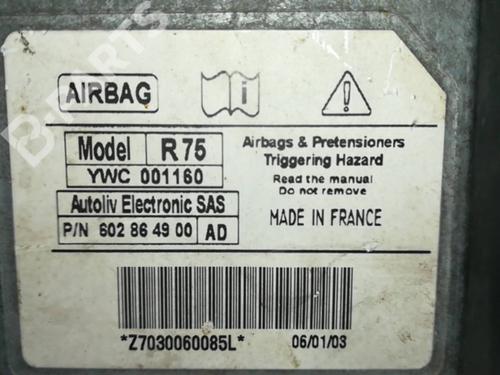 B PARTS
AIRBAG
i
!
Model R75
YWC 001160
Autoliv Electronic SAS
P/N 602 86 49 00 AD
Airbags & Pretensioners
Triggering Hazard
Read the manual
Do not remove
MADE IN FRANCE
*Z7030060085L*
06/01/03